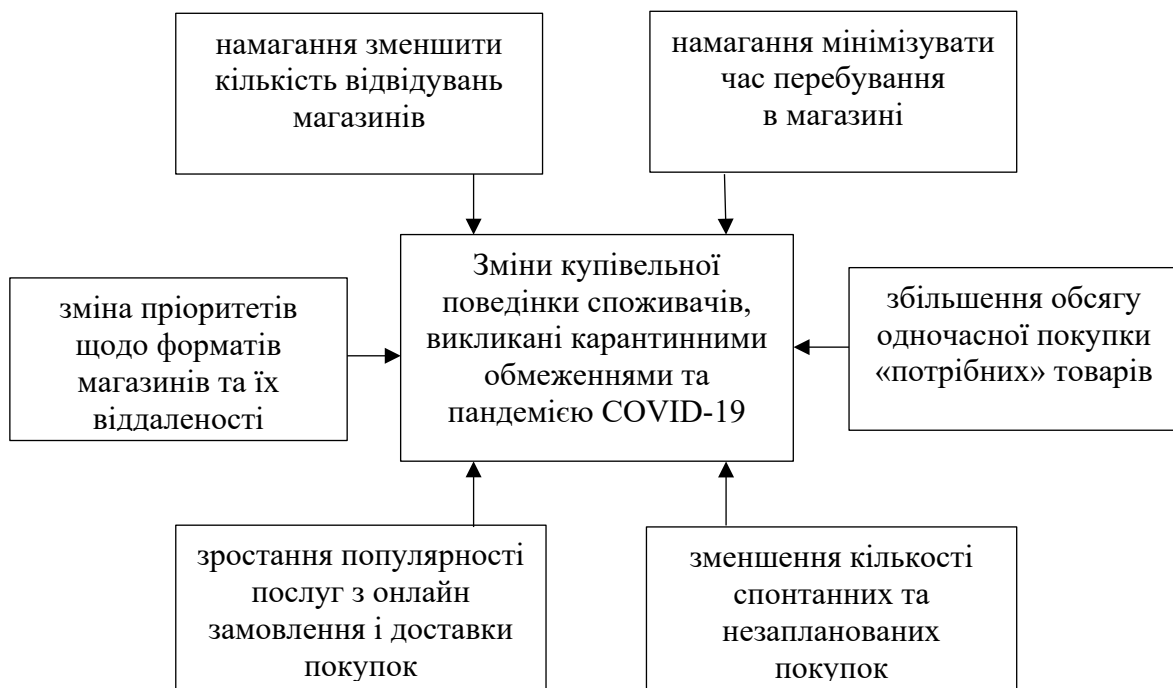 намагання зменшити
кількість відвідувань
магазинів
намагання мінімізувати
час перебування
в магазині
зміна пріоритетів
щодо форматів
магазинів та їх
віддаленості
Зміни купівельної
поведінки споживачів,
викликані карантинними
обмеженнями та
пандемією COVID-19
збільшення обсягу
одночасної покупки
«потрібних» товарів
зростання популярності
послуг з онлайн
замовлення і доставки
покупок
зменшення кількості
спонтанних та
незапланованих
покупок